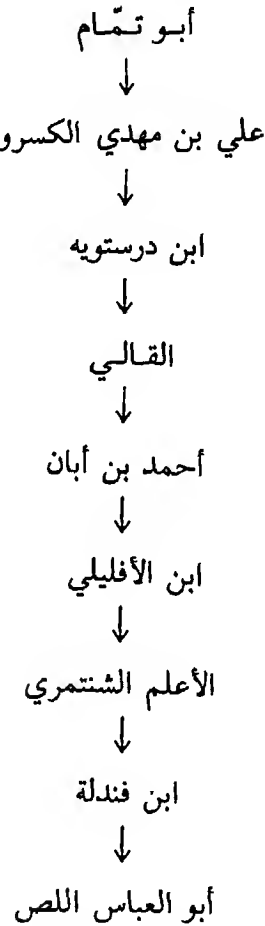 أبو تمّام
↓
علي بن مهدي الكسرو
↓
ابن درستويه
↓
القالي
↓
أحمد بن أبان
↓
ابن الأفليلي
↓
الأعلم الشنتمري
↓
ابن فندلة
↓
أبو العباس اللص